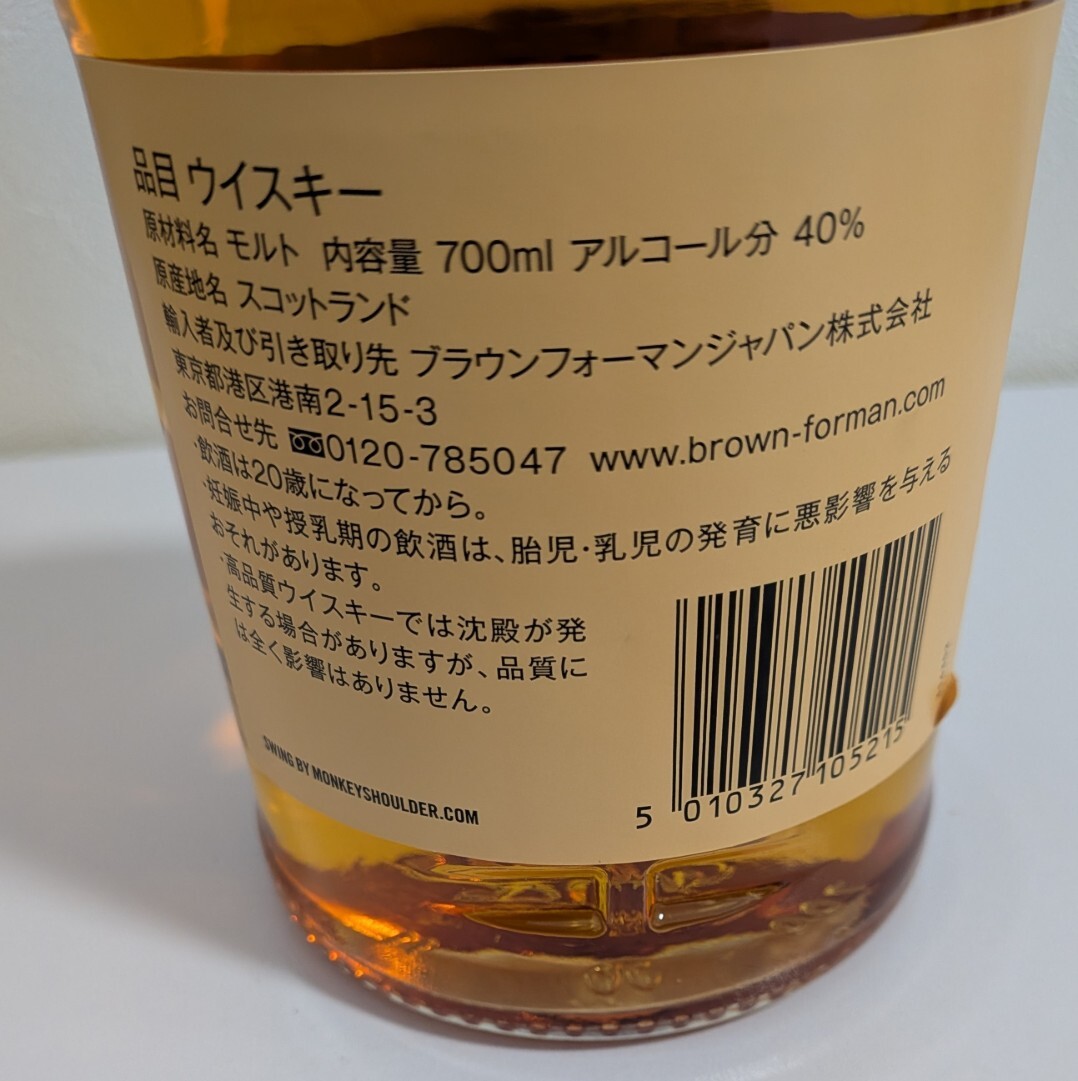 品目 ウイスキー
原材料名 モルト 内容量 700ml アルコール分 40%
原産地名 スコットランド
輸入者及び引き取り先 ブラウンフォーマンジャパン株式会社
東京都港区港南2-15-3
お問合せ先 0120-785047 www.brown-forman.com
·飲酒は20歳になってから。
·妊娠中や授乳期の飲酒は、胎児·乳児の発育に悪影響を与える
おそれがあります。
·高品質ウイスキーでは沈殿が発
生する場合がありますが、品質に
は全く影響はありません。
SWING BY MONKEYSHOULDER.COM
5 010327 105215